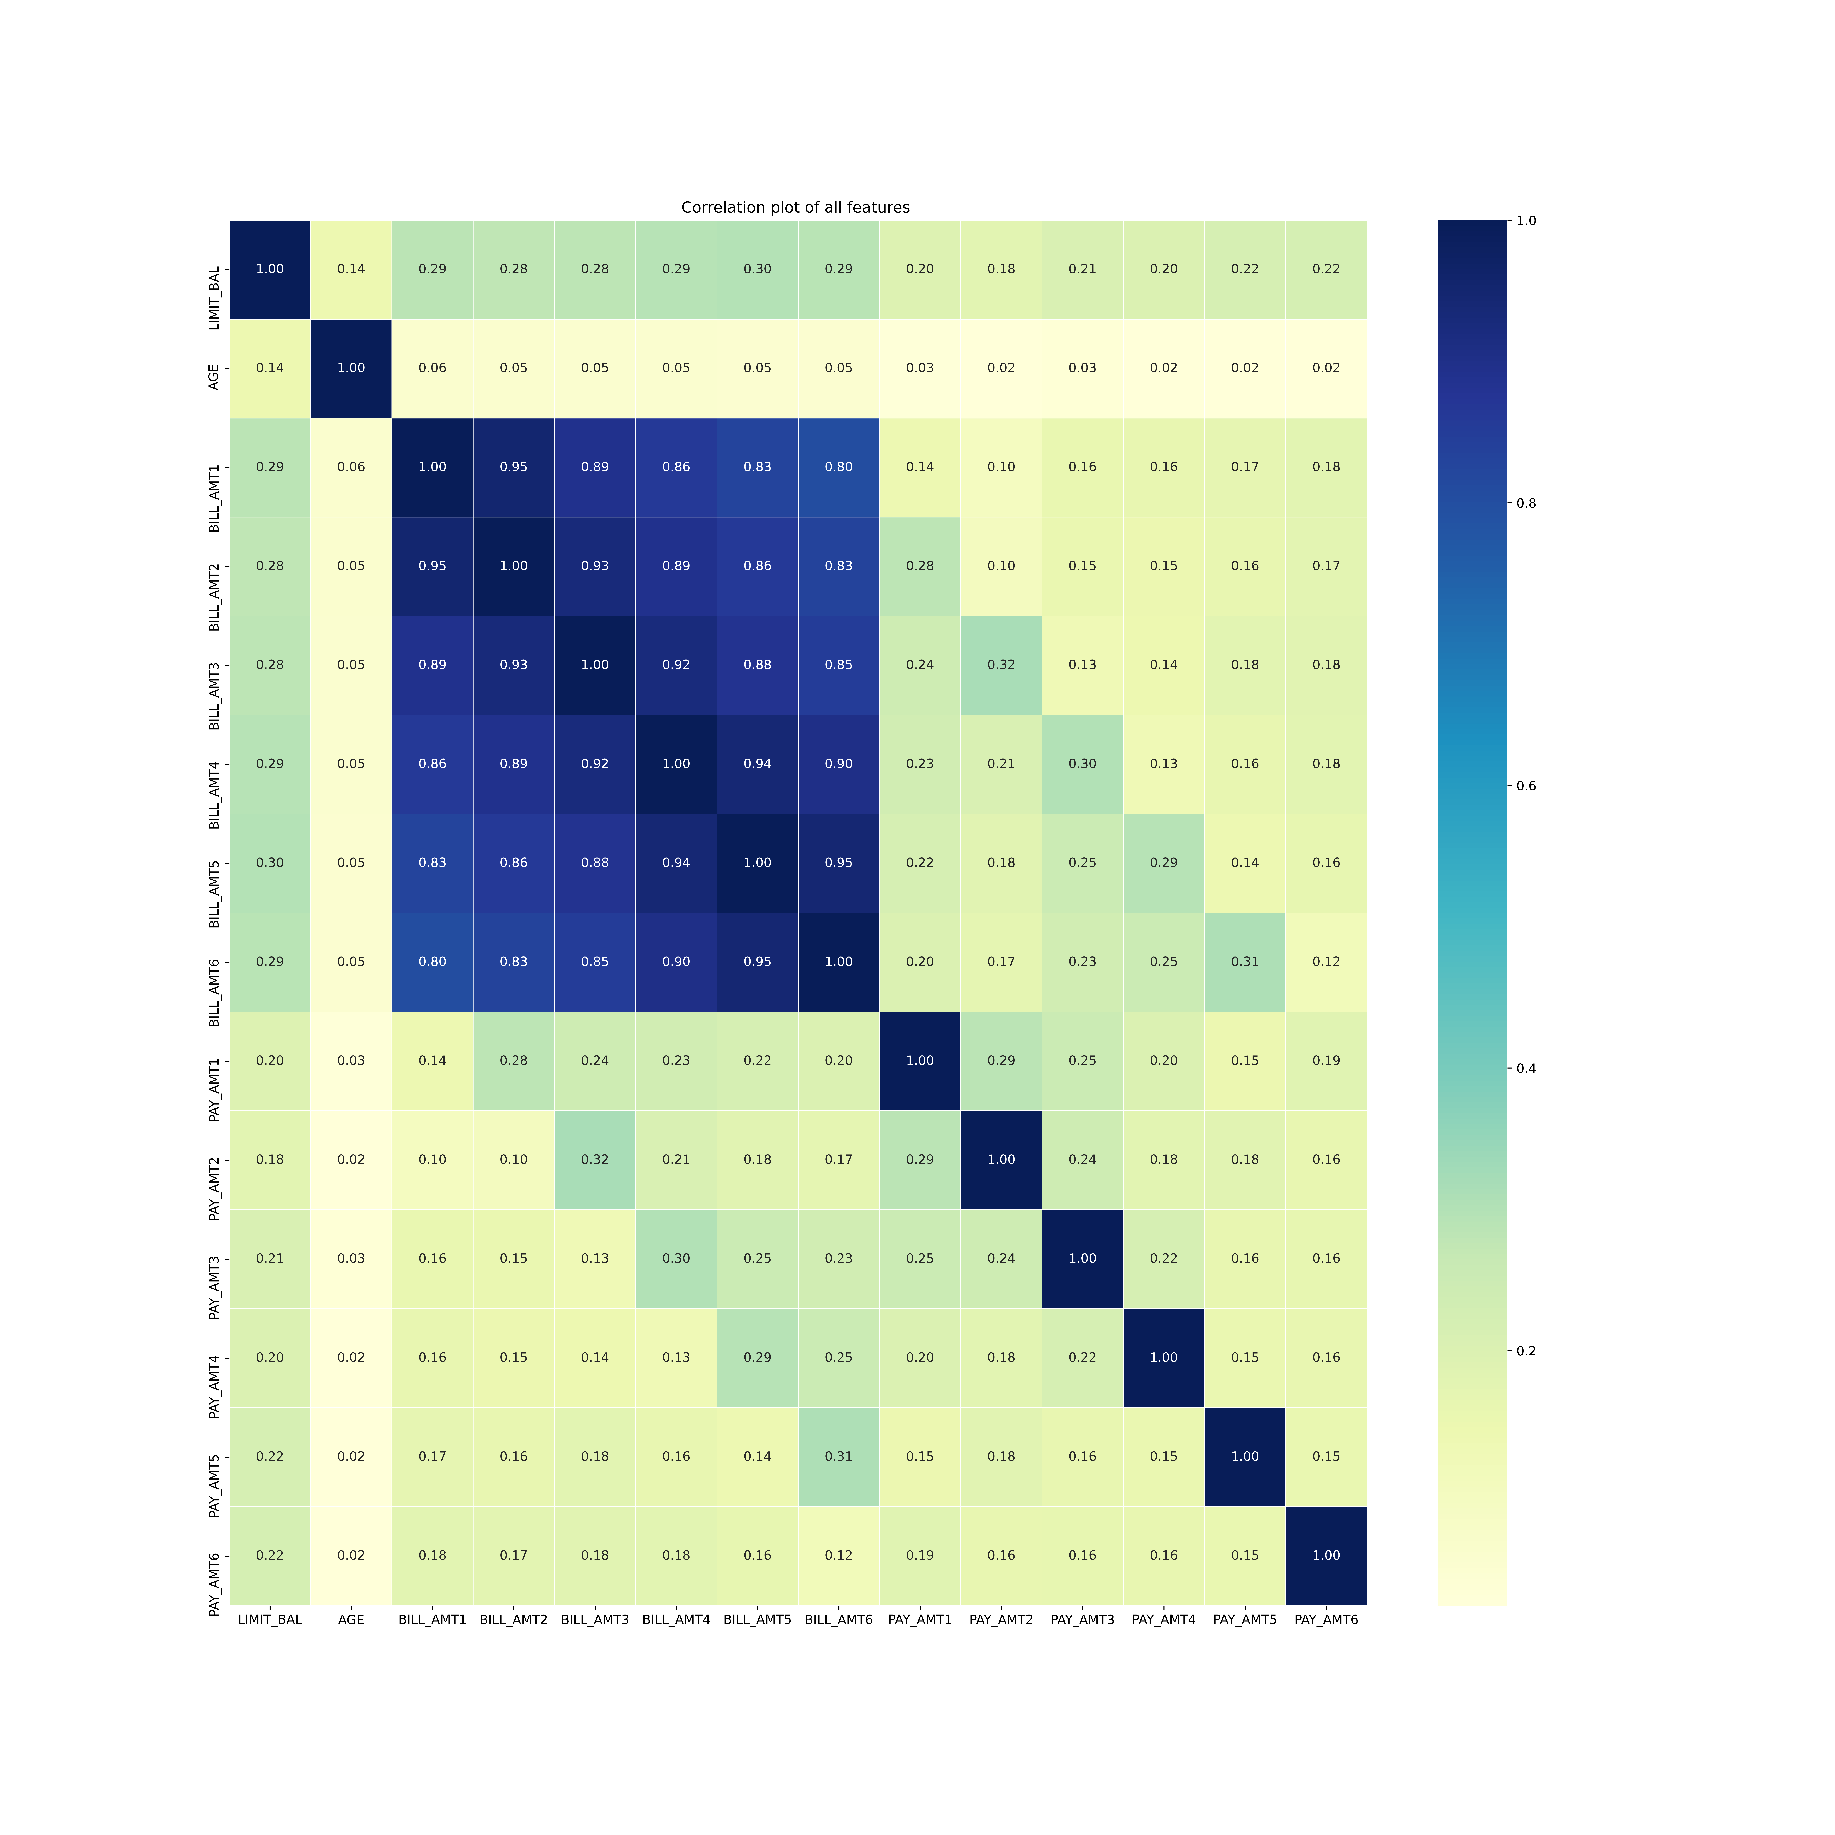 Correlation plot of all features
LIMIT_BAL 1.00 0.14 0.29 0.28 0.28 0.29 0.30 0.29 0.20 0.18 0.21 0.20 0.22 0.22
AGE 0.14 1.00 0.06 0.05 0.05 0.05 0.05 0.05 0.03 0.02 0.03 0.02 0.02 0.02
BILL_AMT1 0.29 0.06 1.00 0.95 0.89 0.86 0.83 0.80 0.14 0.10 0.16 0.16 0.17 0.18
BILL_AMT2 0.28 0.05 0.95 1.00 0.93 0.89 0.86 0.83 0.28 0.10 0.15 0.15 0.16 0.17
BILL_AMT3 0.28 0.05 0.89 0.93 1.00 0.92 0.88 0.85 0.24 0.32 0.13 0.14 0.18 0.18
BILL_AMT4 0.29 0.05 0.86 0.89 0.92 1.00 0.94 0.90 0.23 0.21 0.30 0.13 0.16 0.18
BILL_AMT5 0.30 0.05 0.83 0.86 0.88 0.94 1.00 0.95 0.22 0.18 0.25 0.29 0.14 0.16
BILL_AMT6 0.29 0.05 0.80 0.83 0.85 0.90 0.95 1.00 0.20 0.17 0.23 0.25 0.31 0.12
PAY_AMT1 0.20 0.03 0.14 0.28 0.24 0.23 0.22 0.20 1.00 0.29 0.25 0.20 0.15 0.19
PAY_AMT2 0.18 0.02 0.10 0.10 0.32 0.21 0.18 0.17 0.29 1.00 0.24 0.18 0.18 0.16
PAY_AMT3 0.21 0.03 0.16 0.15 0.13 0.30 0.25 0.23 0.25 0.24 1.00 0.22 0.16 0.16
PAY_AMT4 0.20 0.02 0.16 0.15 0.14 0.13 0.29 0.25 0.20 0.18 0.22 1.00 0.15 0.16
PAY_AMT5 0.22 0.02 0.17 0.16 0.18 0.16 0.14 0.31 0.15 0.18 0.16 0.15 1.00 0.15
PAY_AMT6 0.22 0.02 0.18 0.17 0.18 0.18 0.16 0.12 0.19 0.16 0.16 0.16 0.15 1.00
LIMIT_BAL AGE BILL_AMT1 BILL_AMT2 BILL_AMT3 BILL_AMT4 BILL_AMT5 BILL_AMT6 PAY_AMT1 PAY_AMT2 PAY_AMT3 PAY_AMT4 PAY_AMT5 PAY_AMT6
1.0
0.8
0.6
0.4
0.2